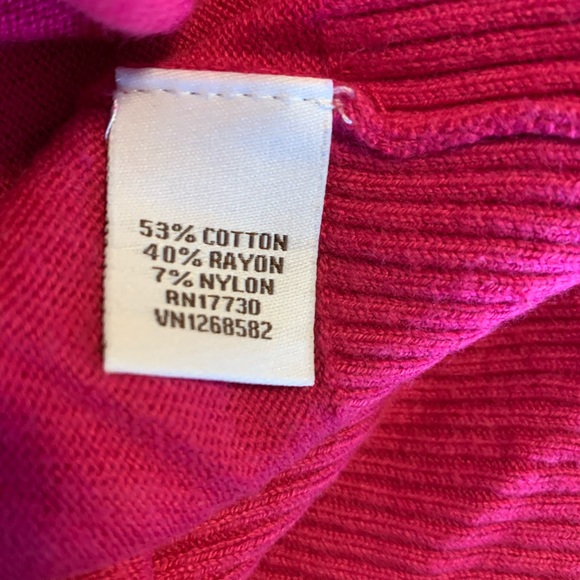 53% COTTON
40% RAYON
7% NYLON
RN17730
VN1268582